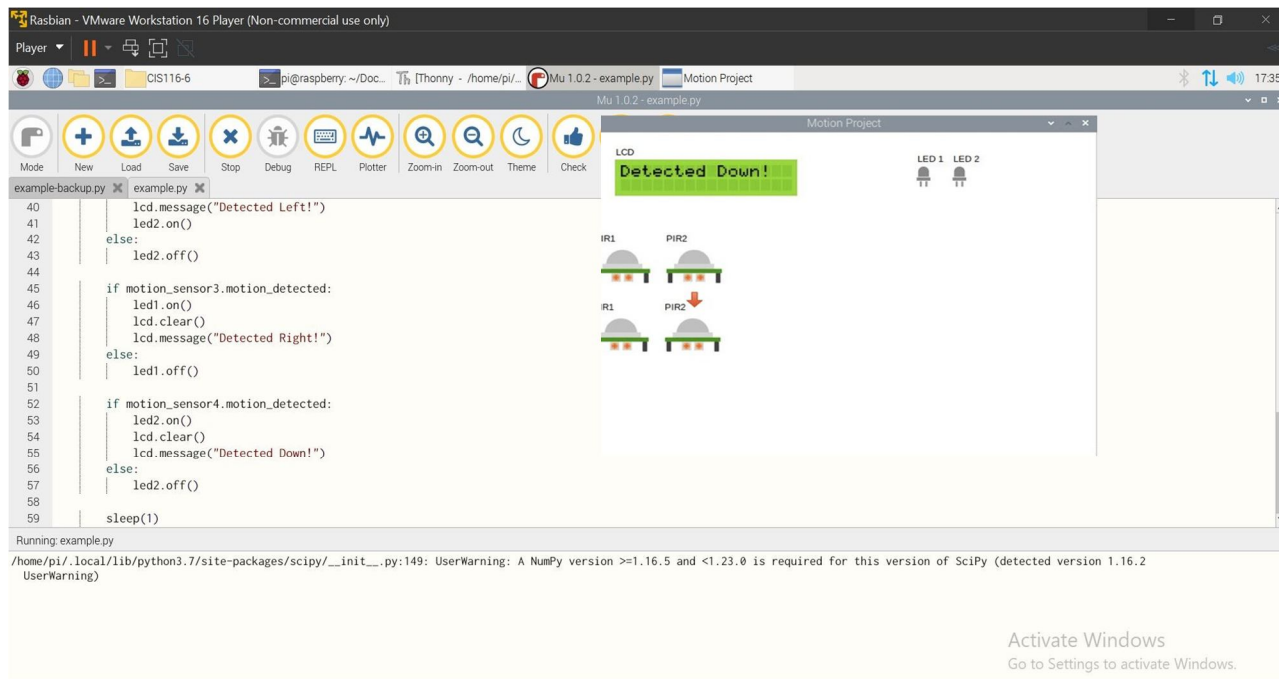 Rasbian - VMware Workstation 16 Player (Non-commercial use only)
Player
CIS116-6
pi@raspberry: ~/Doc...
[Thonny - /home/pi/...
Mu 1.0.2 - example.py
Motion Project
17:35
Mu 1.0.2 - example.py
Mode New Load Save Stop Debug REPL Plotter Zoom-in Zoom-out Theme Check
example-backup.py example.py
40 lcd.message("Detected Left!")
41 led2.on()
42 else:
43 led2.off()
44
45 if motion_sensor3.motion_detected:
46 led1.on()
47 lcd.clear()
48 lcd.message("Detected Right!")
49 else:
50 led1.off()
51
52 if motion_sensor4.motion_detected:
53 led2.on()
54 lcd.clear()
55 lcd.message("Detected Down!")
56 else:
57 led2.off()
58
59 sleep(1)
Motion Project
LCD
Detected Down!
LED 1 LED 2
IR1 PIR2
IR1 PIR2
Running: example.py
/home/pi/.local/lib/python3.7/site-packages/scipy/__init__.py:149: UserWarning: A NumPy version >=1.16.5 and <1.23.0 is required for this version of SciPy (detected version 1.16.2
UserWarning)
Activate Windows
Go to Settings to activate Windows.